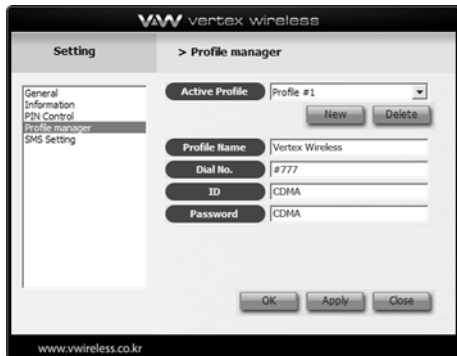 VW vertex wireless
Setting
> Profile manager
General
Information
PIN Control
Profile manager
SMS Setting
Active Profile Profile #1
New Delete
Profile Name Vertex Wireless
Dial No. #777
ID CDMA
Password CDMA
OK Apply Close
www.vwireless.co.kr